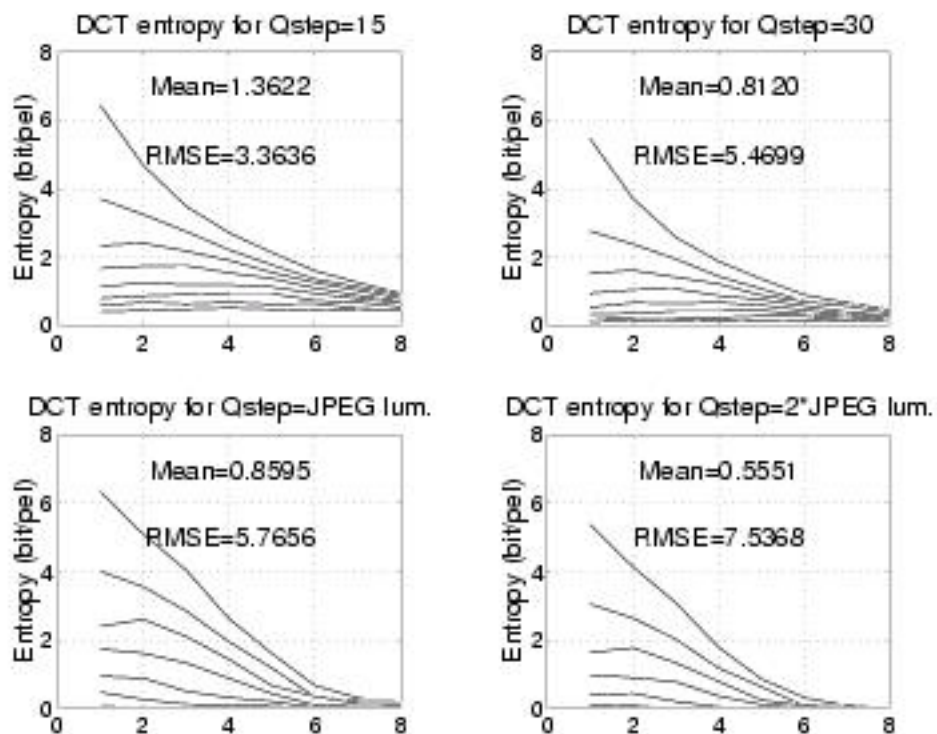 DCT entropy for Qstep=15
Mean=1.3622
RMSE=3.3636
Entropy (bit/pel)
8
6
4
2
0
0 2 4 6 8
DCT entropy for Qstep=30
Mean=0.8120
RMSE=5.4699
Entropy (bit/pel)
8
6
4
2
0
0 2 4 6 8
DCT entropy for Qstep=JPEG lum.
Mean=0.8595
RMSE=5.7656
Entropy (bit/pel)
8
6
4
2
0
0 2 4 6 8
DCT entropy for Qstep=2*JPEG lum.
Mean=0.5551
RMSE=7.5368
Entropy (bit/pel)
8
6
4
2
0
0 2 4 6 8